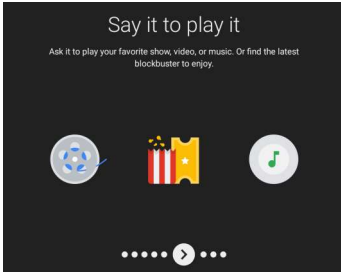 Say it to play it
Ask it to play your favorite show, video, or music. Or find the latest
blockbuster to enjoy.